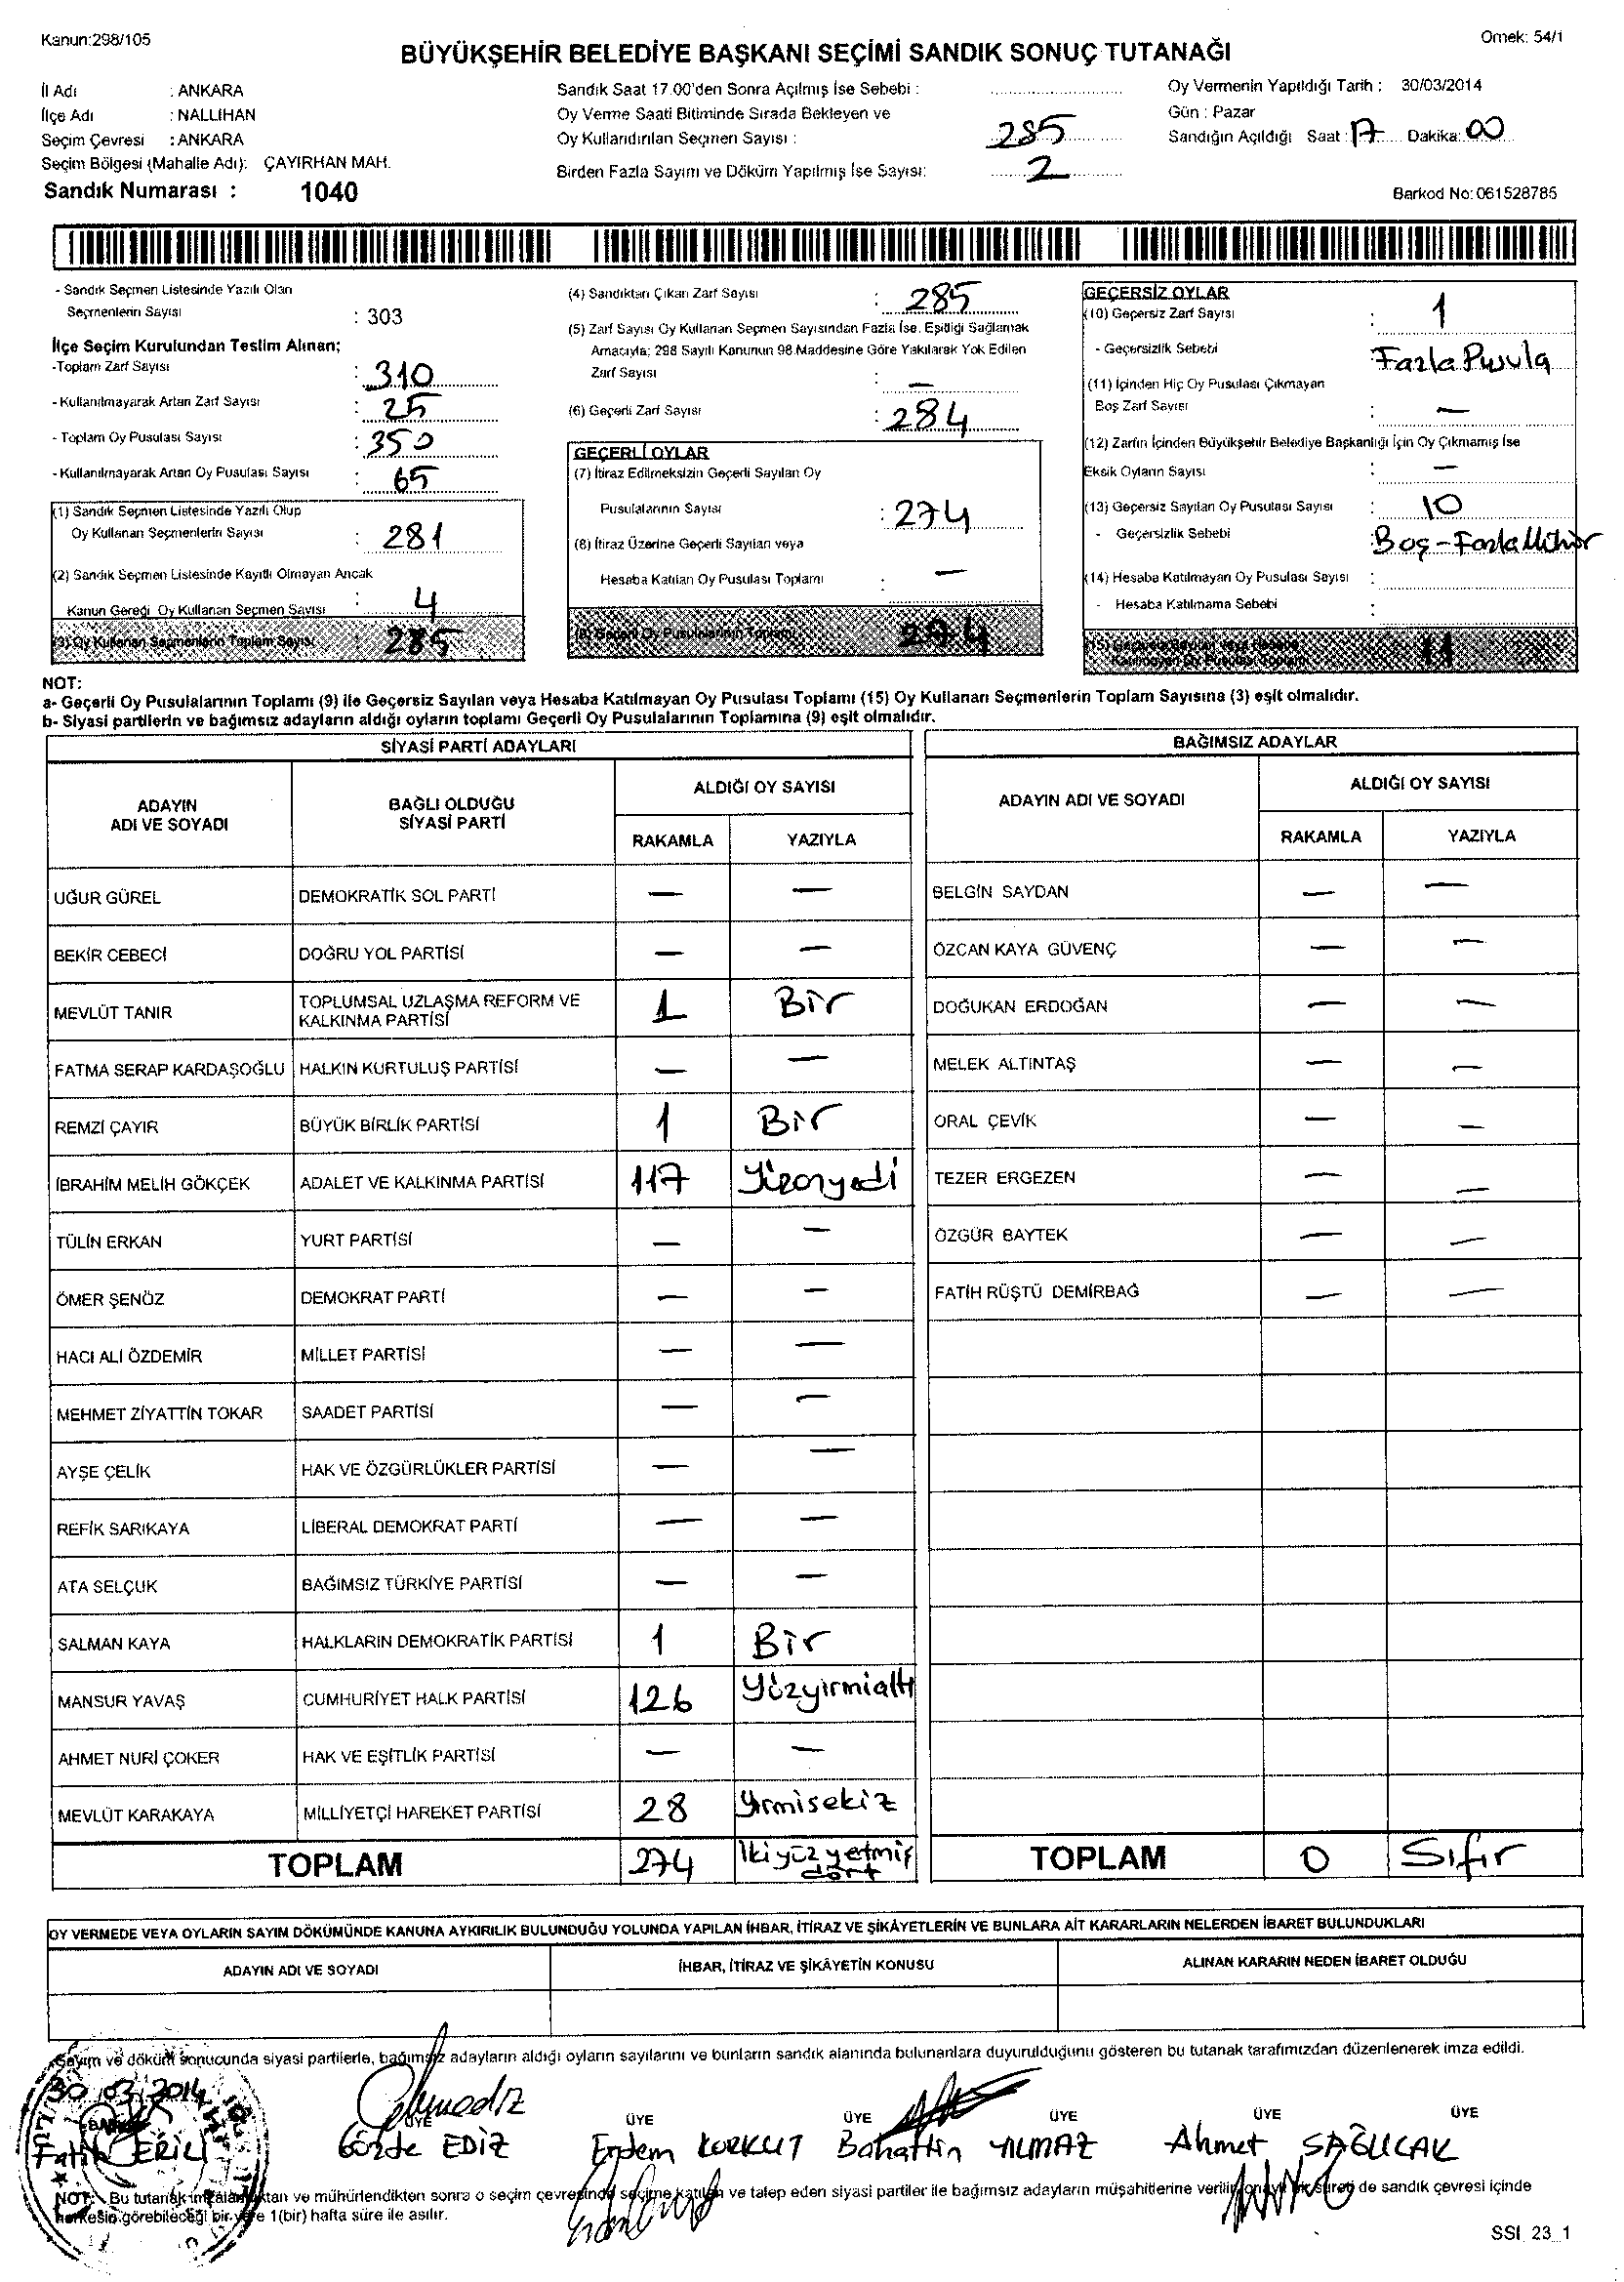 Kanun:298/105
Örnek: 54/1
BÜYÜKŞEHİR BELEDİYE BAŞKANI SEÇİMİ SANDIK SONUÇ TUTANAĞI
İl Adı : ANKARA
İlçe Adı : NALLIHAN
Seçim Çevresi : ANKARA
Seçim Bölgesi (Mahalle Adı): ÇAYIRHAN MAH.
Sandık Numarası : 1040
Sandık Saat 17.00'den Sonra Açılmış İse Sebebi :
Oy Verme Saati Bitiminde Sırada Bekleyen ve
Oy Kullandırılan Seçmen Sayısı : 285
Birden Fazla Sayım ve Döküm Yapılmış İse Sayısı: 2
Oy Vermenin Yapıldığı Tarih : 30/03/2014
Gün : Pazar
Sandığın Açıldığı Saat : 17 Dakika: 00
Barkod No: 061528785
- Sandık Seçmen Listesinde Yazılı Olan
Seçmenlerin Sayısı : 303
İlçe Seçim Kurulundan Teslim Alınan;
-Toplam Zarf Sayısı : 310
- Kullanılmayarak Artan Zarf Sayısı : 25
- Toplam Oy Pusulası Sayısı : 350
- Kullanılmayarak Artan Oy Pusulası Sayısı : 65
(1) Sandık Seçmen Listesinde Yazılı Olup
Oy Kullanan Seçmenlerin Sayısı : 281
(2) Sandık Seçmen Listesinde Kayıtlı Olmayan Ancak
Kanun Gereği Oy Kullanan Seçmen Sayısı : 4
(3) Oy Kullanan Seçmenlerin Toplam Sayısı : 285
(4) Sandıktan Çıkan Zarf Sayısı : 285
(5) Zarf Sayısı Oy Kullanan Seçmen Sayısından Fazla İse, Eşitliği Sağlamak
Amacıyla; 298 Sayılı Kanunun 98.Maddesine Göre Yakılarak Yok Edilen
Zarf Sayısı : —
(6) Geçerli Zarf Sayısı : 284
GEÇERLİ OYLAR
(7) İtiraz Edilmeksizin Geçerli Sayılan Oy
Pusulalarının Sayısı : 274
(8) İtiraz Üzerine Geçerli Sayılan veya
Hesaba Katılan Oy Pusulası Toplamı : —
(9) Geçerli Oy Pusulalarının Toplamı 274
GEÇERSİZ OYLAR
(10) Geçersiz Zarf Sayısı : 1
- Geçersizlik Sebebi Fazla Pusula
(11) İçinden Hiç Oy Pusulası Çıkmayan
Boş Zarf Sayısı : —
(12) Zarfın İçinden Büyükşehir Belediye Başkanlığı İçin Oy Çıkmamış İse
Eksik Oyların Sayısı : —
(13) Geçersiz Sayılan Oy Pusulası Sayısı : 10
- Geçersizlik Sebebi : Boş - Fazla Mühür
(14) Hesaba Katılmayan Oy Pusulası Sayısı :
- Hesaba Katılmama Sebebi :
(15) Geçersiz Sayılan veya Hesaba
Katılmayan Oy Pusulası Toplamı 11
NOT:
a- Geçerli Oy Pusulalarının Toplamı (9) ile Geçersiz Sayılan veya Hesaba Katılmayan Oy Pusulası Toplamı (15) Oy Kullanan Seçmenlerin Toplam Sayısına (3) eşit olmalıdır.
b- Siyasi partilerin ve bağımsız adayların aldığı oyların toplamı Geçerli Oy Pusulalarının Toplamına (9) eşit olmalıdır.
SİYASİ PARTİ ADAYLARI
ADAYIN
ADI VE SOYADI
BAĞLI OLDUĞU
SİYASİ PARTİ
ALDIĞI OY SAYISI
RAKAMLA YAZIYLA
UĞUR GÜREL DEMOKRATİK SOL PARTİ — —
BEKİR CEBECİ DOĞRU YOL PARTİSİ — —
MEVLÜT TANIR TOPLUMSAL UZLAŞMA REFORM VE KALKINMA PARTİSİ 1 Bir
FATMA SERAP KARDAŞOĞLU HALKIN KURTULUŞ PARTİSİ — —
REMZİ ÇAYIR BÜYÜK BİRLİK PARTİSİ 1 Bir
İBRAHİM MELİH GÖKÇEK ADALET VE KALKINMA PARTİSİ 117 Yüzonyedi
TÜLİN ERKAN YURT PARTİSİ — —
ÖMER ŞENÖZ DEMOKRAT PARTİ — —
HACI ALİ ÖZDEMİR MİLLET PARTİSİ — —
MEHMET ZİYATTİN TOKAR SAADET PARTİSİ — —
AYŞE ÇELİK HAK VE ÖZGÜRLÜKLER PARTİSİ — —
REFİK SARIKAYA LİBERAL DEMOKRAT PARTİ — —
ATA SELÇUK BAĞIMSIZ TÜRKİYE PARTİSİ — —
SALMAN KAYA HALKLARIN DEMOKRATİK PARTİSİ 1 Bir
MANSUR YAVAŞ CUMHURİYET HALK PARTİSİ 126 Yüzyirmialtı
AHMET NURİ ÇOKER HAK VE EŞİTLİK PARTİSİ — —
MEVLÜT KARAKAYA MİLLİYETÇİ HAREKET PARTİSİ 28 Yirmisekiz
TOPLAM 274 İkiyüzyetmiş dört
BAĞIMSIZ ADAYLAR
ADAYIN ADI VE SOYADI
ALDIĞI OY SAYISI
RAKAMLA YAZIYLA
BELGİN SAYDAN — —
ÖZCAN KAYA GÜVENÇ — —
DOĞUKAN ERDOĞAN — —
MELEK ALTINTAŞ — —
ORAL ÇEVİK — —
TEZER ERGEZEN — —
ÖZGÜR BAYTEK — —
FATİH RÜŞTÜ DEMİRBAĞ — —
TOPLAM 0 Sıfır
OY VERMEDE VEYA OYLARIN SAYIM DÖKÜMÜNDE KANUNA AYKIRILIK BULUNDUĞU YOLUNDA YAPILAN İHBAR, İTİRAZ VE ŞİKÂYETLERİN VE BUNLARA AİT KARARLARIN NELERDEN İBARET BULUNDUKLARI
ADAYIN ADI VE SOYADI İHBAR, İTİRAZ VE ŞİKÂYETİN KONUSU ALINAN KARARIN NEDEN İBARET OLDUĞU
Sayım ve döküm sonucunda siyasi partilerle, bağımsız adayların aldığı oyların sayılarını ve bunların sandık alanında bulunanlara duyurulduğunu gösteren bu tutanak tarafımızdan düzenlenerek imza edildi.
30.03.2014
ÜYE ÜYE ÜYE ÜYE ÜYE ÜYE
Fatih Gözde EDİZ Erdem KORKUT Bahattin YILMAZ Ahmet SAĞLICAK
NOT: Bu tutanak imzalandıktan ve mühürlendikten sonra o seçim çevresinde seçime katılan ve talep eden siyasi partiler ile bağımsız adayların müşahitlerine verilir, onaylı bir sureti de sandık çevresi içinde
herkesin görebileceği bir yere 1(bir) hafta süre ile asılır.
SSI_23_1